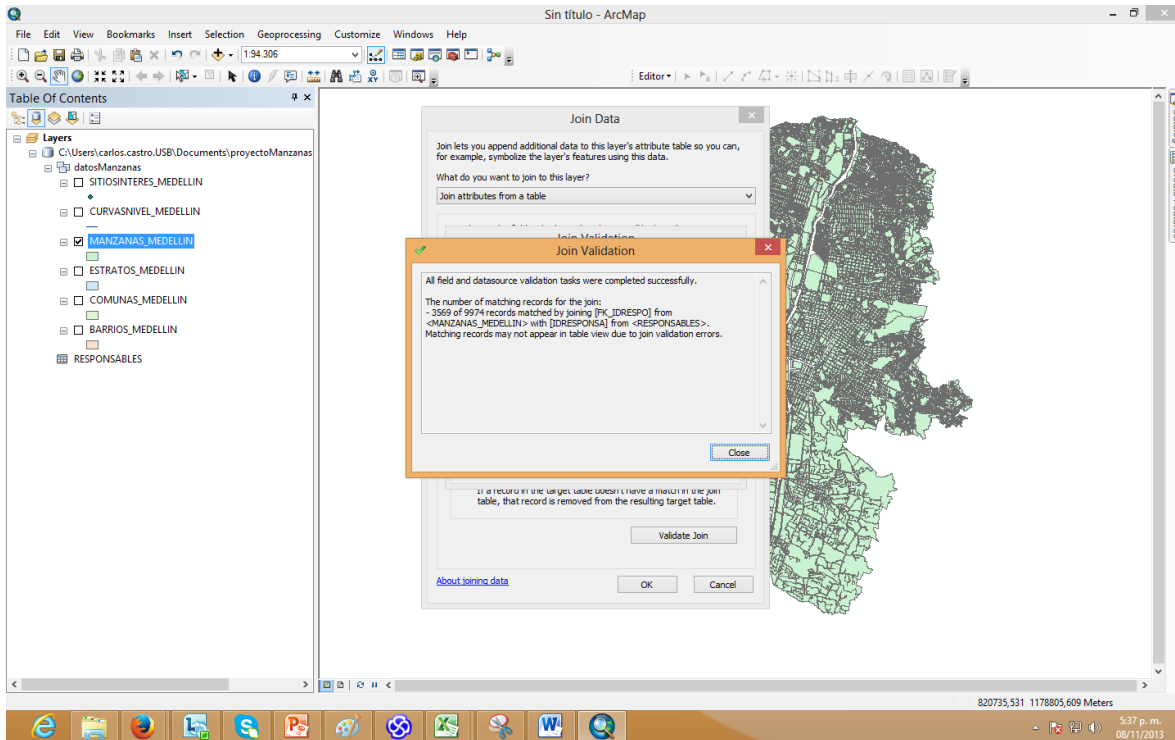 Sin título - ArcMap
File Edit View Bookmarks Insert Selection Geoprocessing Customize Windows Help
1:94.306
Editor
Table Of Contents
Layers
C:\Users\carlos.castro.USB\Documents\proyectoManzanas
datosManzanas
SITIOSINTERES_MEDELLIN
CURVASNIVEL_MEDELLIN
MANZANAS_MEDELLIN
ESTRATOS_MEDELLIN
COMUNAS_MEDELLIN
BARRIOS_MEDELLIN
RESPONSABLES
Join Data
Join lets you append additional data to this layer's attribute table so you can,
for example, symbolize the layer's features using this data.
What do you want to join to this layer?
Join attributes from a table
Join Validation
Join Validation
All field and datasource validation tasks were completed successfully.
The number of matching records for the join:
- 3569 of 9974 records matched by joining [FK_IDRESPO] from
<MANZANAS_MEDELLIN> with [IDRESPONSA] from <RESPONSABLES>.
Matching records may not appear in table view due to join validation errors.
Close
If a record in the target table doesn't have a match in the join
table, that record is removed from the resulting target table.
Validate Join
About joining data
OK
Cancel
820735,531 1178805,609 Meters
5:37 p. m.
08/11/2013